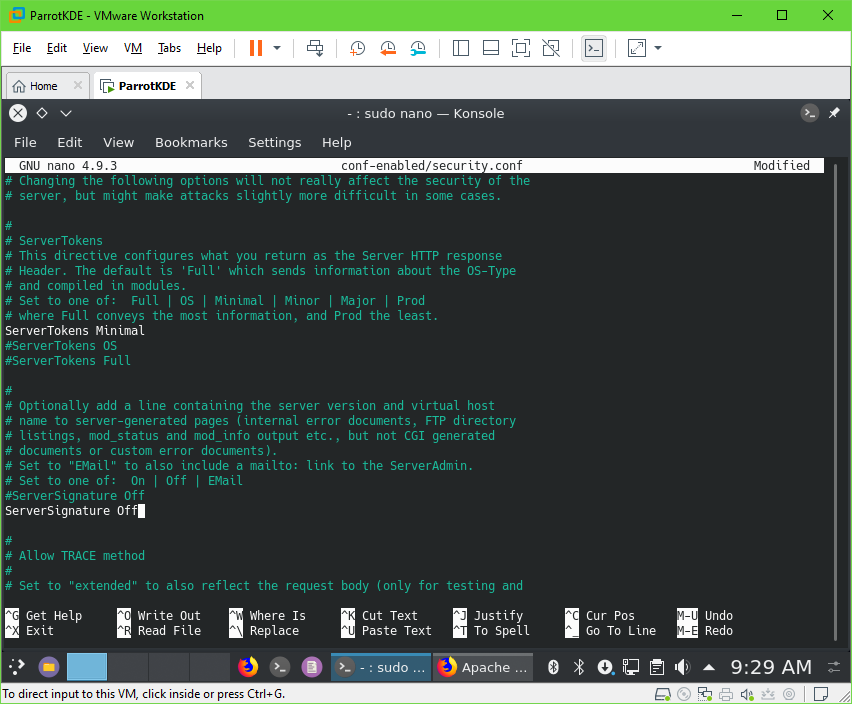 ParrotKDE - VMware Workstation
File Edit View VM Tabs Help
Home ParrotKDE
- : sudo nano — Konsole
File Edit View Bookmarks Settings Help
GNU nano 4.9.3 conf-enabled/security.conf Modified
# Changing the following options will not really affect the security of the
# server, but might make attacks slightly more difficult in some cases.
#
# ServerTokens
# This directive configures what you return as the Server HTTP response
# Header. The default is 'Full' which sends information about the OS-Type
# and compiled in modules.
# Set to one of:  Full | OS | Minimal | Minor | Major | Prod
# where Full conveys the most information, and Prod the least.
ServerTokens Minimal
#ServerTokens OS
#ServerTokens Full
#
# Optionally add a line containing the server version and virtual host
# name to server-generated pages (internal error documents, FTP directory
# listings, mod_status and mod_info output etc., but not CGI generated
# documents or custom error documents).
# Set to "EMail" to also include a mailto: link to the ServerAdmin.
# Set to one of:  On | Off | EMail
#ServerSignature Off
ServerSignature Off
#
# Allow TRACE method
#
# Set to "extended" to also reflect the request body (only for testing and
^G Get Help ^O Write Out ^W Where Is ^K Cut Text ^J Justify ^C Cur Pos M-U Undo
^X Exit ^R Read File ^\ Replace ^U Paste Text ^T To Spell ^_ Go To Line M-E Redo
- : sudo ... Apache ... 9:29 AM
To direct input to this VM, click inside or press Ctrl+G.